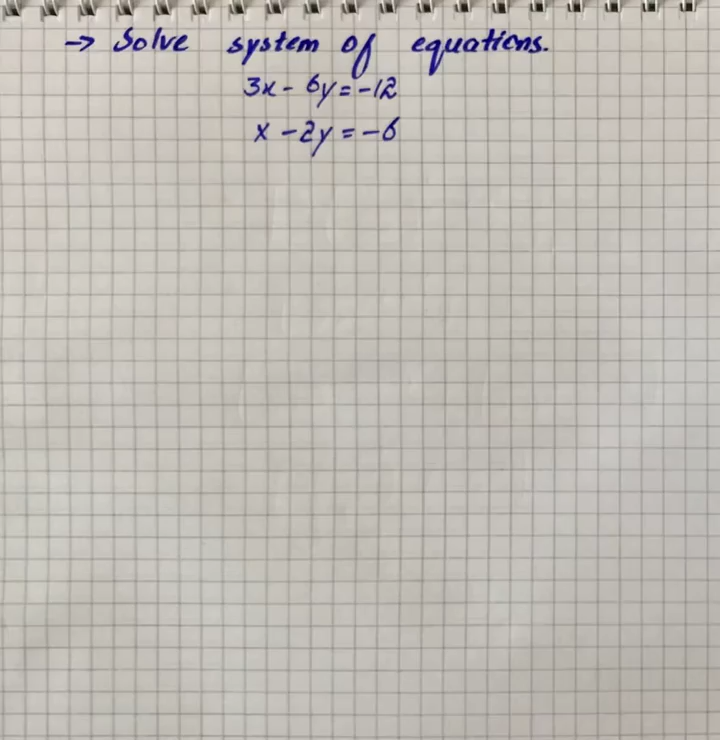 → Solve system of equations.
3x - 6y = -12
x - 2y = -6